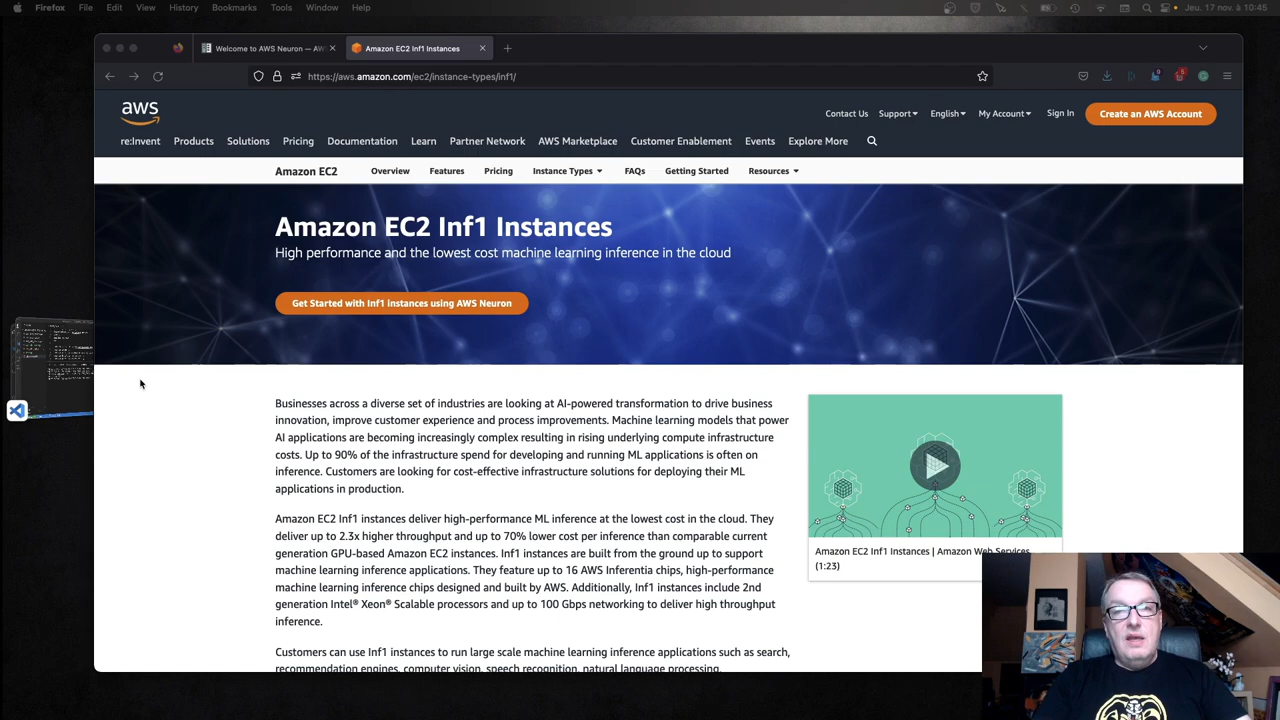 Firefox File Edit View History Bookmarks Tools Window Help Jeu. 17 nov. à 10:45
Welcome to AWS Neuron — AW
Amazon EC2 Inf1 Instances
https://aws.amazon.com/ec2/instance-types/inf1/
aws
Contact Us Support English My Account Sign In Create an AWS Account
re:Invent Products Solutions Pricing Documentation Learn Partner Network AWS Marketplace Customer Enablement Events Explore More
Amazon EC2 Overview Features Pricing Instance Types FAQs Getting Started Resources
Amazon EC2 Inf1 Instances
High performance and the lowest cost machine learning inference in the cloud
Get Started with Inf1 instances using AWS Neuron
Businesses across a diverse set of industries are looking at AI-powered transformation to drive business
innovation, improve customer experience and process improvements. Machine learning models that power
AI applications are becoming increasingly complex resulting in rising underlying compute infrastructure
costs. Up to 90% of the infrastructure spend for developing and running ML applications is often on
inference. Customers are looking for cost-effective infrastructure solutions for deploying their ML
applications in production.
Amazon EC2 Inf1 instances deliver high-performance ML inference at the lowest cost in the cloud. They
deliver up to 2.3x higher throughput and up to 70% lower cost per inference than comparable current
generation GPU-based Amazon EC2 instances. Inf1 instances are built from the ground up to support
machine learning inference applications. They feature up to 16 AWS Inferentia chips, high-performance
machine learning inference chips designed and built by AWS. Additionally, Inf1 instances include 2nd
generation Intel® Xeon® Scalable processors and up to 100 Gbps networking to deliver high throughput
inference.
Customers can use Inf1 instances to run large scale machine learning inference applications such as search,
recommendation engines, computer vision, speech recognition, natural language processing,
Amazon EC2 Inf1 Instances | Amazon Web Services
(1:23)